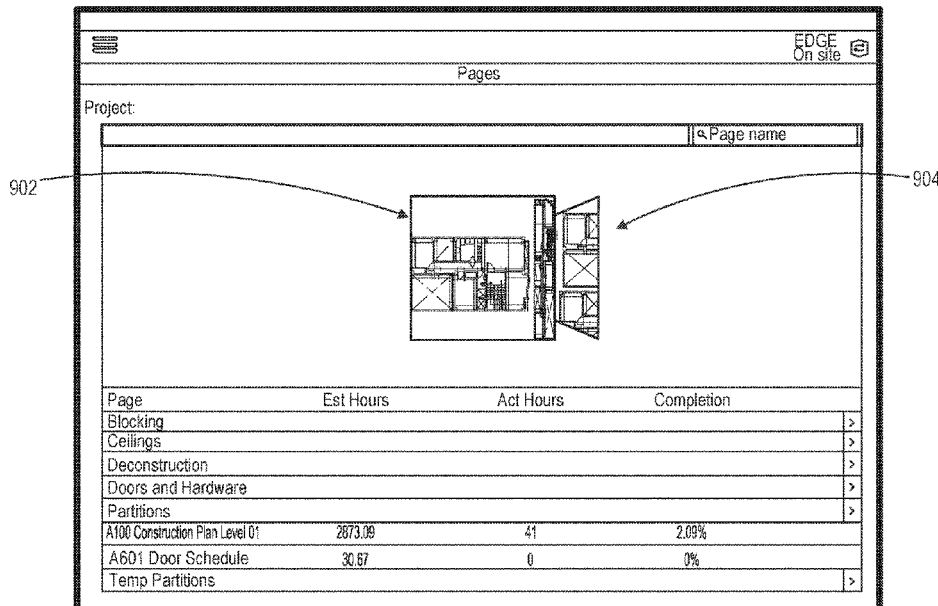 EDGE
On site
Pages
Project:
Page name
902
904
Page Est Hours Act Hours Completion
Blocking
Ceilings
Deconstruction
Doors and Hardware
Partitions
A100 Construction Plan Level 01 2873.09 41 2.09%
A601 Door Schedule 30.67 0 0%
Temp Partitions